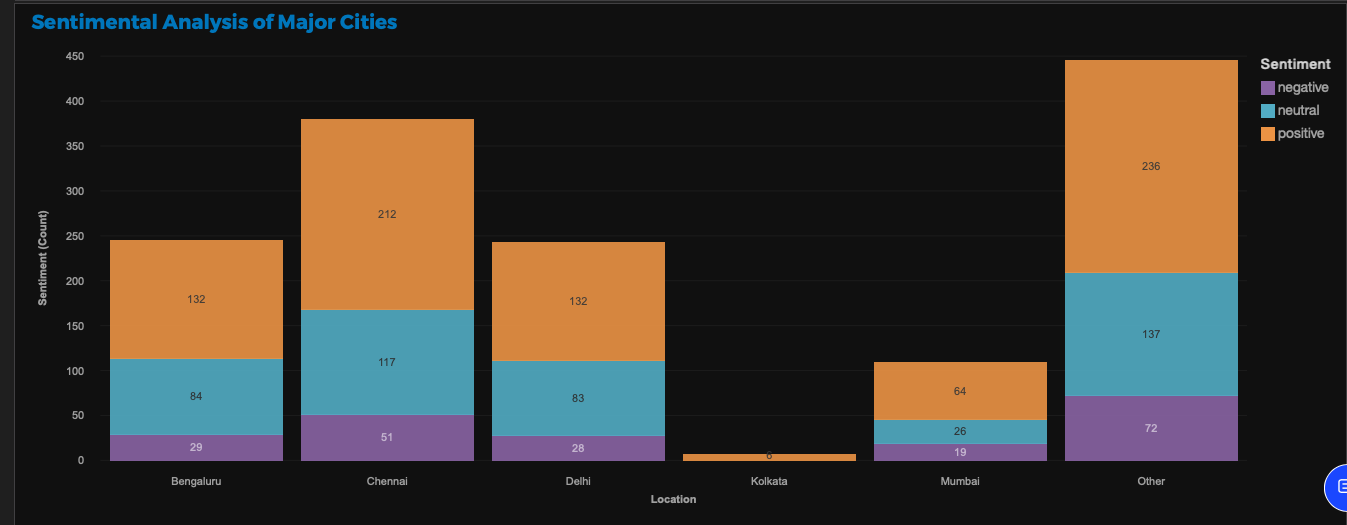 Sentimental Analysis of Major Cities
Sentiment
negative
neutral
positive
Sentiment (Count)
450
400
350
300
250
200
150
100
50
0
132
84
29
212
117
51
132
83
28
6
64
26
19
236
137
72
Bengaluru
Chennai
Delhi
Kolkata
Mumbai
Other
Location